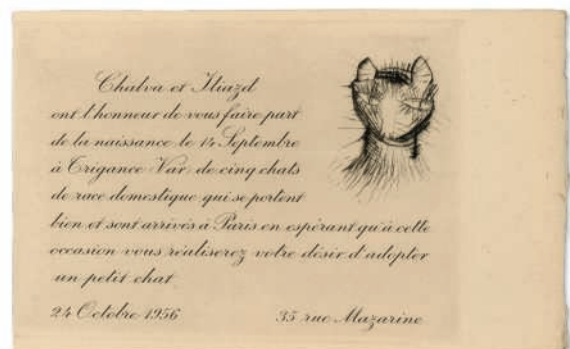 Chalva et Iliazd
ont l'honneur de vous faire part
de la naissance le 14 Septembre
à Trigance Var, de cinq chats
de race domestique qui se portent
bien et sont arrivés à Paris en espérant qu'à cette
occasion vous réaliserez votre désir d'adopter
un petit chat
24 Octobre 1956 35 rue Mazarine